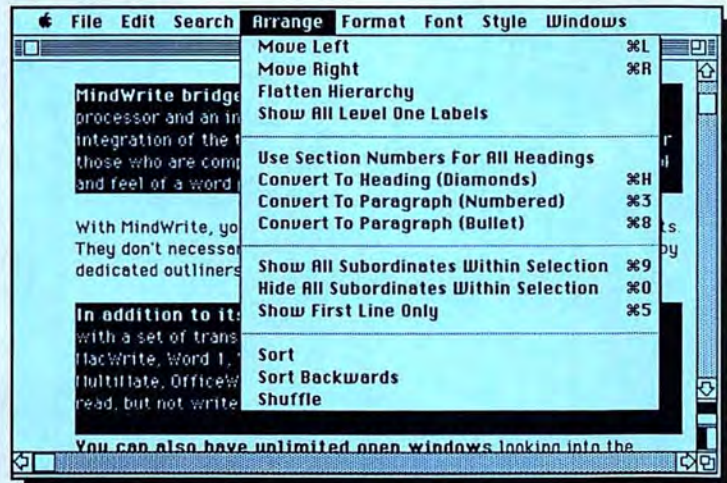 File Edit Search Arrange Format Font Style Windows
Move Left ⌘L
Move Right ⌘R
Flatten Hierarchy
Show All Level One Labels
Use Section Numbers For All Headings
Convert To Heading (Diamonds) ⌘H
Convert To Paragraph (Numbered) ⌘3
Convert To Paragraph (Bullet) ⌘8
Show All Subordinates Within Selection ⌘9
Hide All Subordinates Within Selection ⌘0
Show First Line Only ⌘5
Sort
Sort Backwards
Shuffle
MindWrite bridge
processor and an in
integration of the t
those who are comp
and feel of a word
With MindWrite, yo
They don't necessar by
dedicated outliners
In addition to its
with a set of trans
MacWrite, Word 1,
MultiMate, OfficeW
read, but not write
You can also have unlimited open windows looking into the